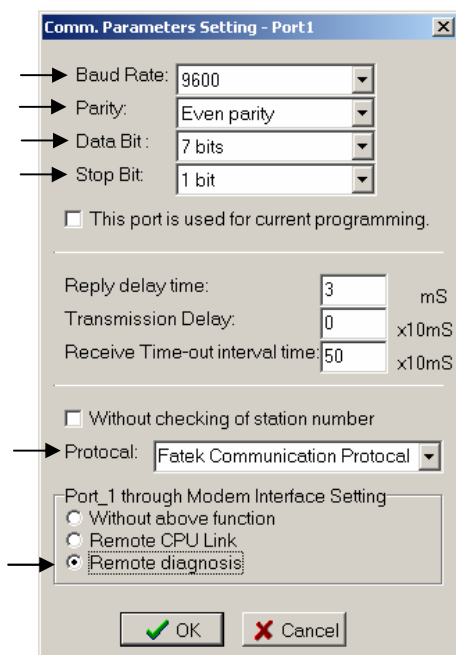 Comm. Parameters Setting - Port1
Baud Rate: 9600
Parity: Even parity
Data Bit : 7 bits
Stop Bit: 1 bit
This port is used for current programming.
Reply delay time: 3 mS
Transmission Delay: 0 x10mS
Receive Time-out interval time: 50 x10mS
Without checking of station number
Protocal: Fatek Communication Protocal
Port_1 through Modem Interface Setting
Without above function
Remote CPU Link
Remote diagnosis
OK Cancel